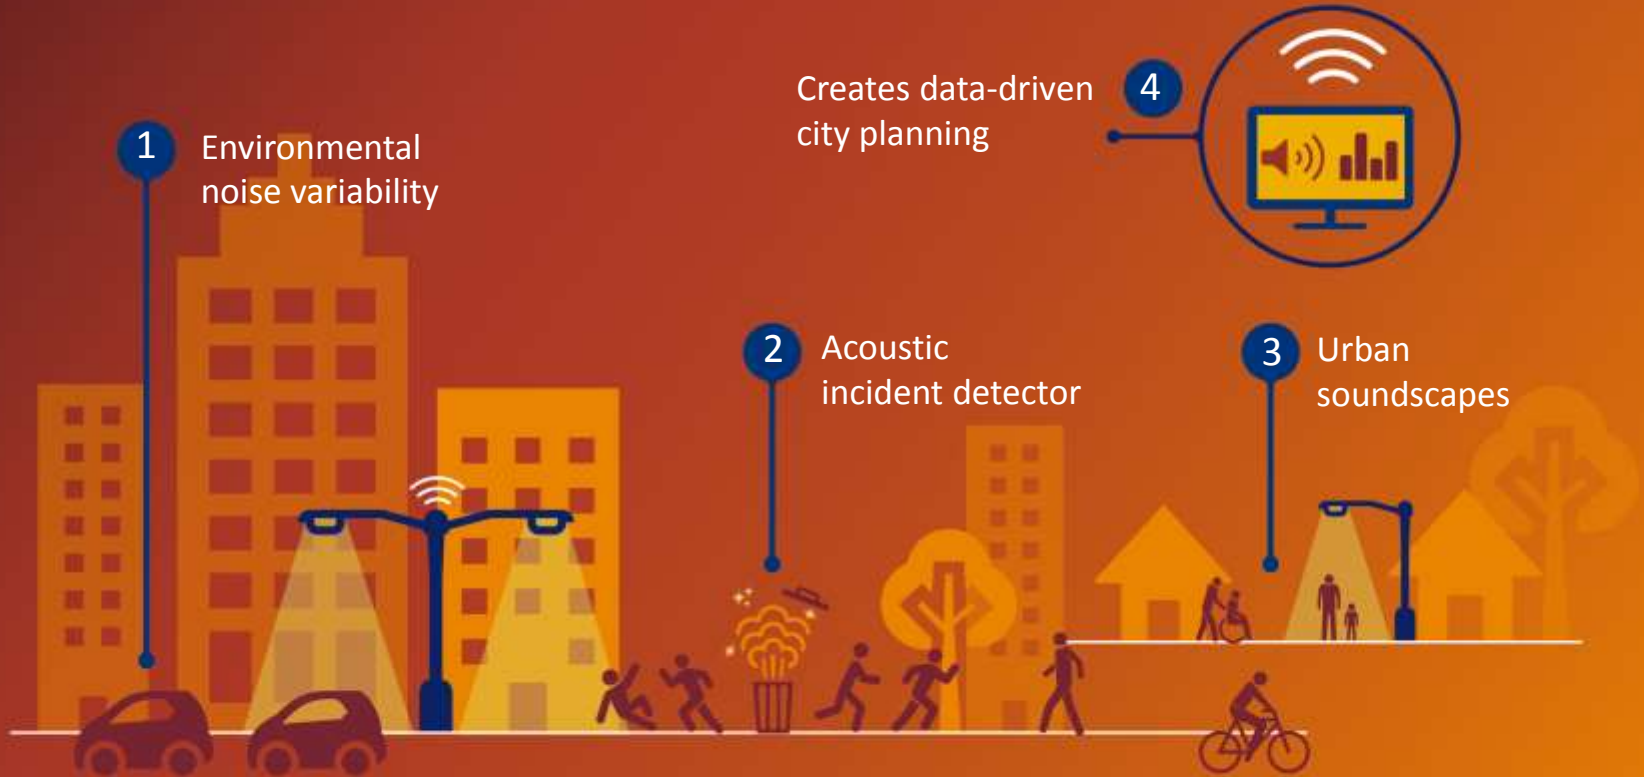 1
Environmental
noise variability
2
Acoustic
incident detector
3
Urban
soundscapes
Creates data-driven
city planning
4